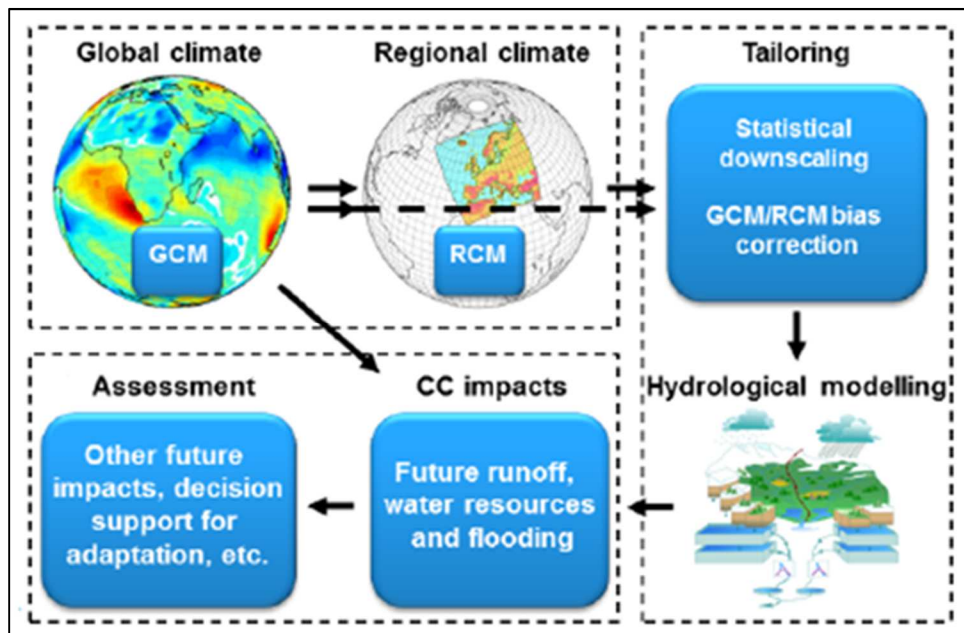 Global climate
Regional climate
Tailoring
GCM
RCM
Statistical
downscaling
GCM/RCM bias
correction
Assessment
CC impacts
Hydrological modelling
Other future
impacts, decision
support for
adaptation, etc.
Future runoff,
water resources
and flooding